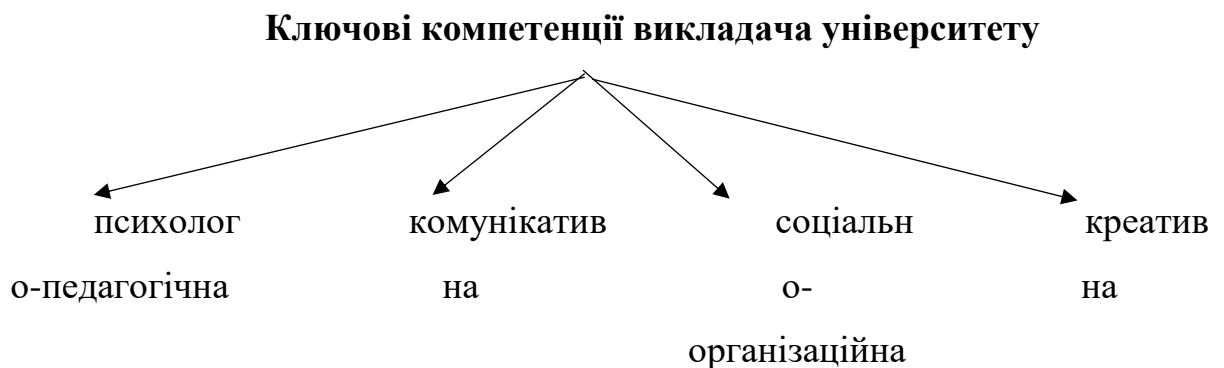 Ключові компетенції викладача університету
психолог комунікатив соціальн креатив
о-педагогічна на о- на
організаційна